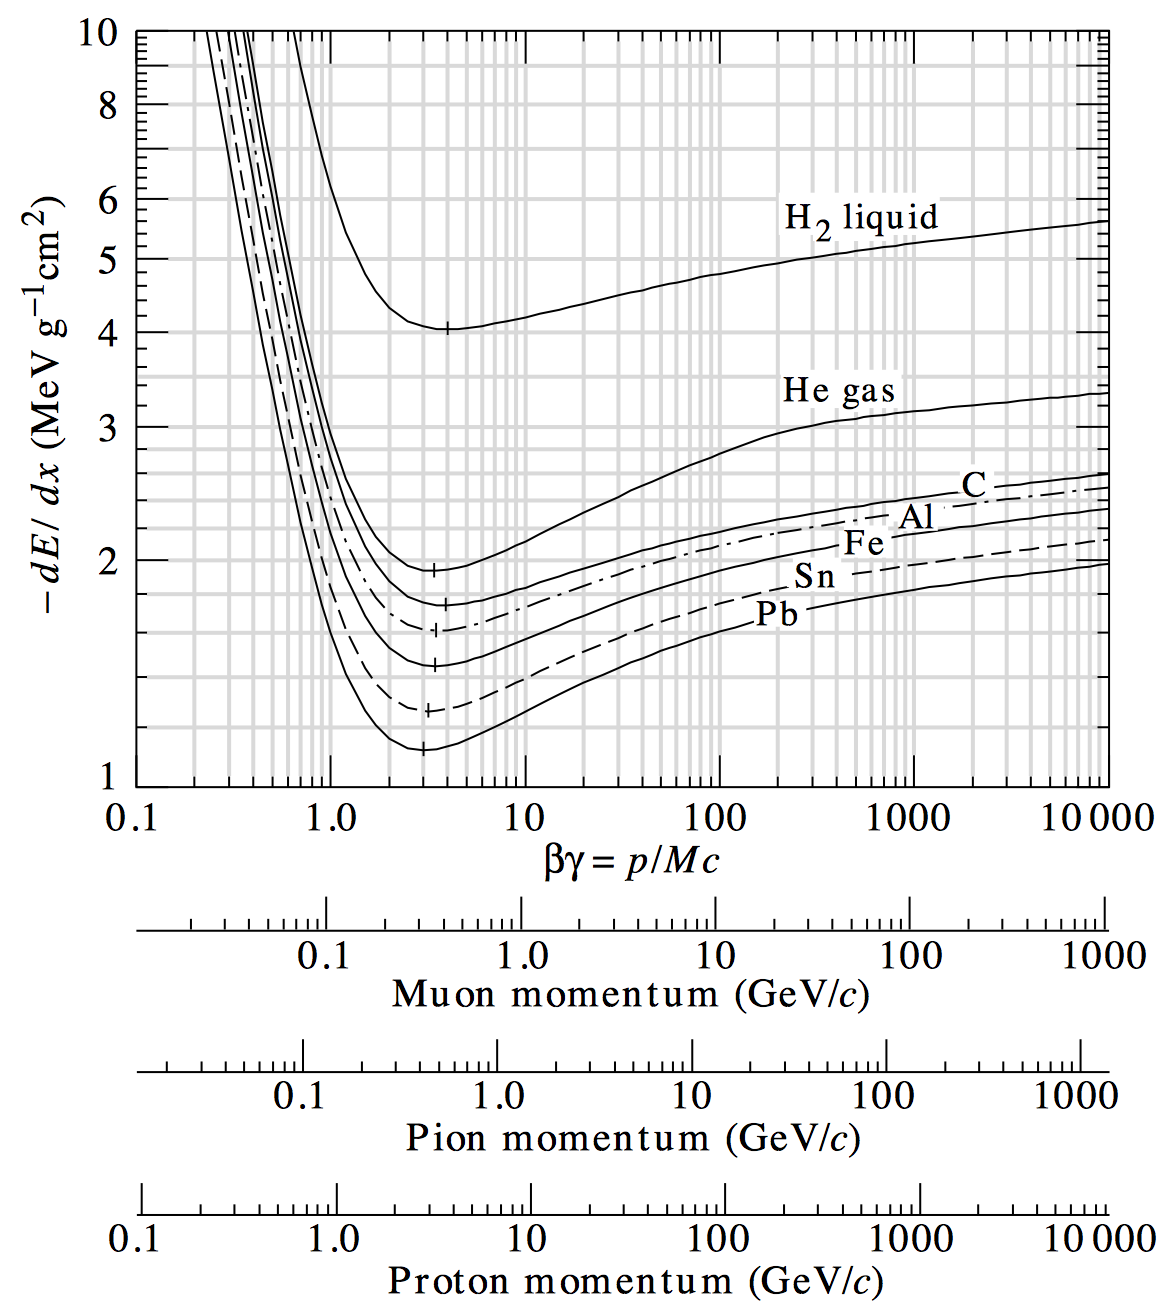 10
8
6
5
4
3
2
1
−dE/dx (MeV g⁻¹cm²)
H₂ liquid
He gas
C
Al
Fe
Sn
Pb
0.1 1.0 10 100 1000 10 000
βγ = p/Mc
0.1 1.0 10 100 1000
Muon momentum (GeV/c)
0.1 1.0 10 100 1000
Pion momentum (GeV/c)
0.1 1.0 10 100 1000 10 000
Proton momentum (GeV/c)